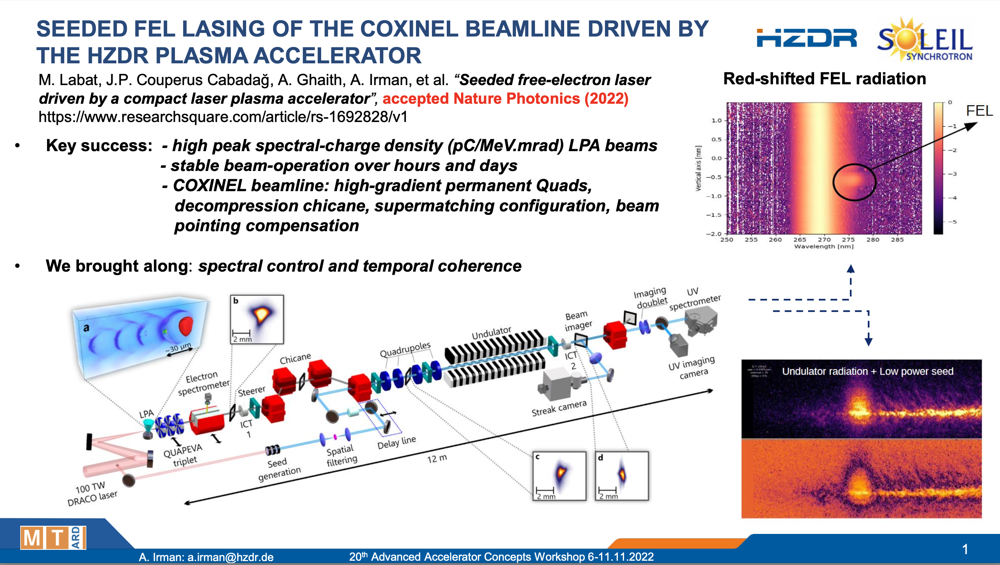 SEEDED FEL LASING OF THE COXINEL BEAMLINE DRIVEN BY
THE HZDR PLASMA ACCELERATOR
HZDR
SOLEIL
SYNCHROTRON
M. Labat, J.P. Couperus Cabadağ, A. Ghaith, A. Irman, et al. “Seeded free-electron laser
driven by a compact laser plasma accelerator”, accepted Nature Photonics (2022)
https://www.researchsquare.com/article/rs-1692828/v1
• Key success: - high peak spectral-charge density (pC/MeV.mrad) LPA beams
- stable beam-operation over hours and days
- COXINEL beamline: high-gradient permanent Quads,
decompression chicane, supermatching configuration, beam
pointing compensation
• We brought along: spectral control and temporal coherence
Red-shifted FEL radiation
FEL
Vertical axis [mm]
1.0
0.5
0.0
−0.5
−1.0
−1.5
−2.0
250 255 260 265 270 275 280 285
Wavelength [nm]
0
−1
−2
−3
−4
−5
a
~30 µm
b
2 mm
LPA
QUAPEVA
triplet
Electron
spectrometer
ICT
1
Steerer
Chicane
Quadrupoles
Undulator
Beam
imager
ICT
2
Imaging
doublet
UV
spectrometer
UV imaging
camera
Streak camera
Delay line
Spatial
filtering
Seed
generation
12 m
100 TW
DRACO laser
c
2 mm
d
2 mm
Undulator radiation + Low power seed
MT
ARD
A. Irman: a.irman@hzdr.de
20th Advanced Accelerator Concepts Workshop 6-11.11.2022
1